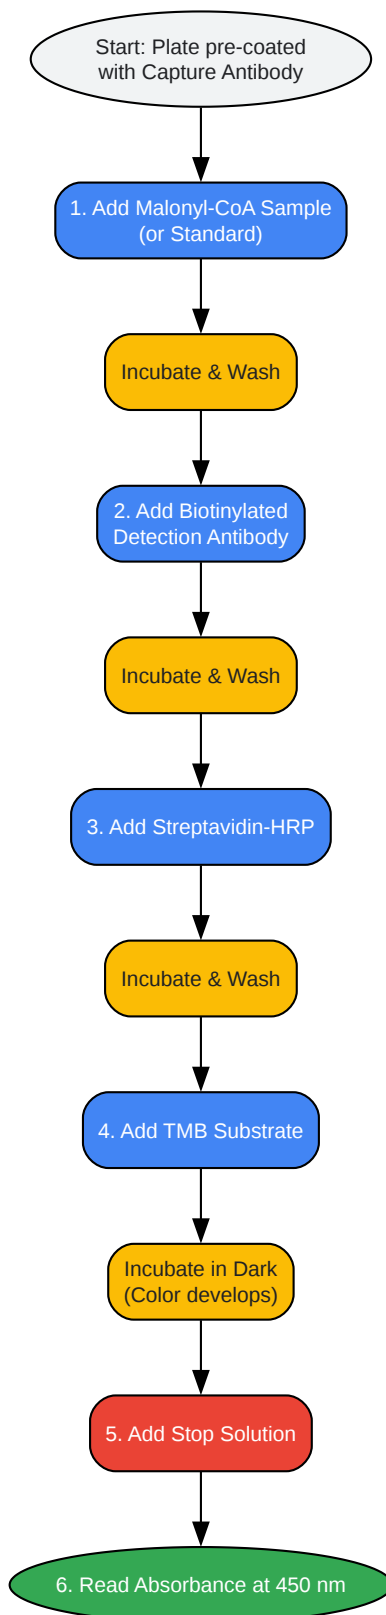 Start: Plate pre-coated
with Capture Antibody
1. Add Malonyl-CoA Sample
(or Standard)
Incubate & Wash
2. Add Biotinylated
Detection Antibody
Incubate & Wash
3. Add Streptavidin-HRP
Incubate & Wash
4. Add TMB Substrate
Incubate in Dark
(Color develops)
5. Add Stop Solution
6. Read Absorbance at 450 nm